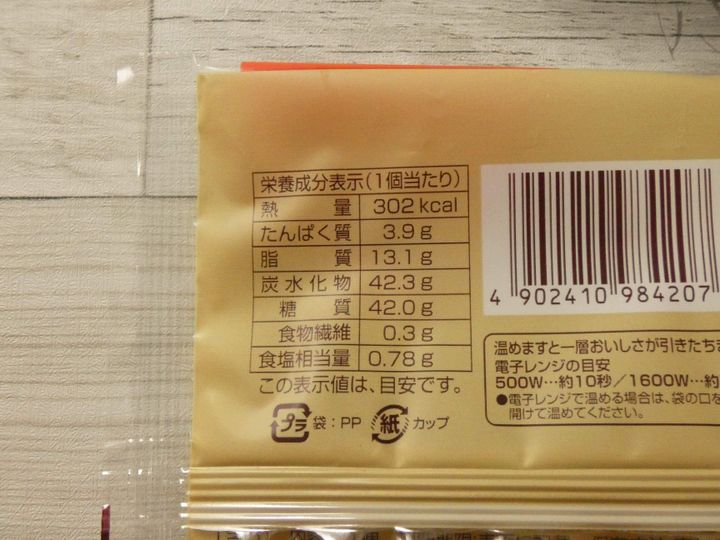 栄養成分表示(1個当たり)
熱量 302kcal
たんぱく質 3.9g
脂質 13.1g
炭水化物 42.3g
糖質 42.0g
食物繊維 0.3g
食塩相当量 0.78g
この表示値は、目安です。
プラ 袋:PP 紙 カップ
4 902410 984207
温めますと一層おいしさが引きたちま
電子レンジの目安
500W…約10秒/1600W…約
●電子レンジで温める場合は、袋の口を
開けて温めてください。